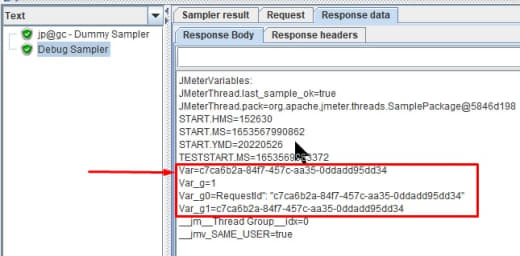 Text
Sampler result Request Response data
jp@gc - Dummy Sampler
Debug Sampler
Response Body Response headers
JMeterVariables:
JMeterThread.last_sample_ok=true
JMeterThread.pack=org.apache.jmeter.threads.SamplePackage@5846d198
START.HMS=152630
START.MS=1653567990862
START.YMD=20220526
TESTSTART.MS=1653569963372
Var=c7ca6b2a-84f7-457c-aa35-0ddadd95dd34
Var_g=1
Var_g0=RequestId": "c7ca6b2a-84f7-457c-aa35-0ddadd95dd34"
Var_g1=c7ca6b2a-84f7-457c-aa35-0ddadd95dd34
__jm__Thread Group__idx=0
__jmv_SAME_USER=true